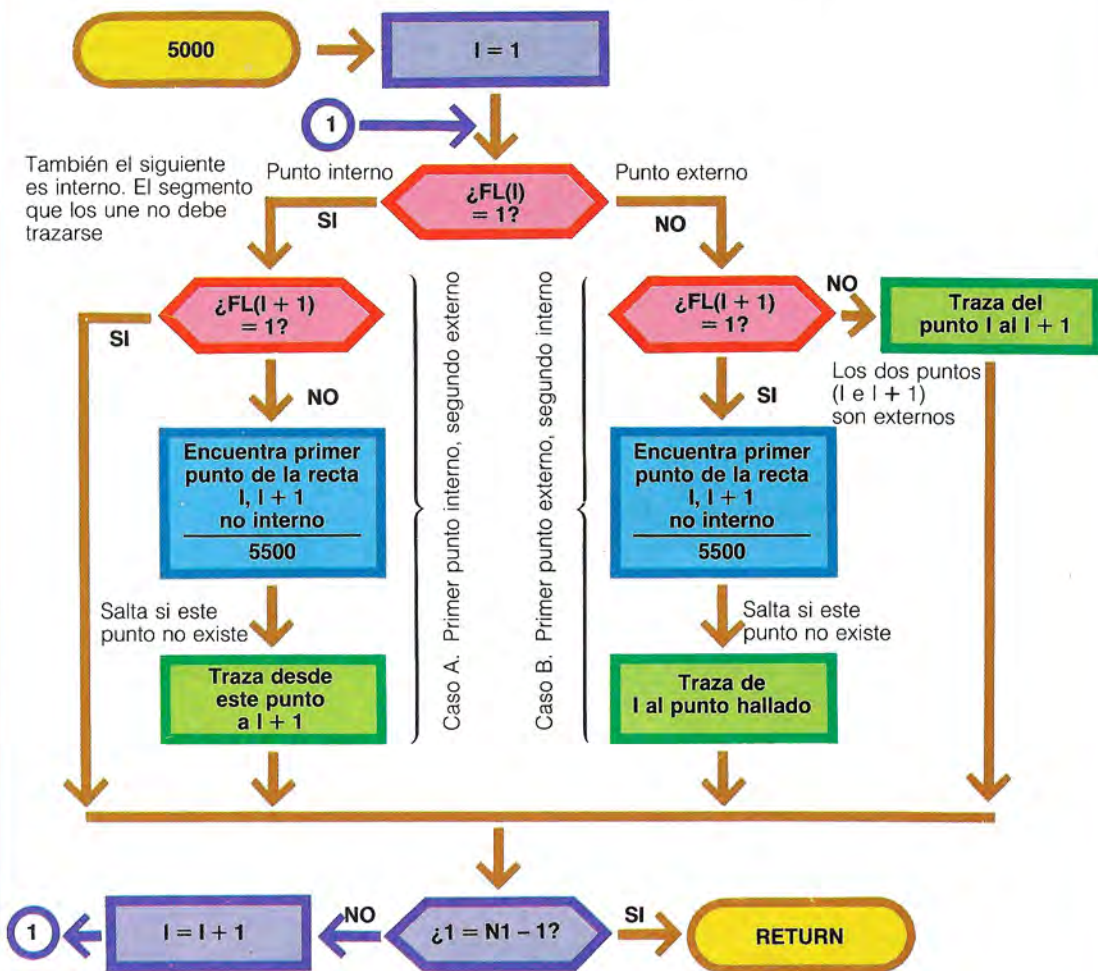 5000
I = 1
1
También el siguiente
es interno. El segmento
que los une no debe
trazarse
Punto interno
Punto externo
¿FL(I)
= 1?
SI
NO
¿FL(I + 1)
= 1?
SI
NO
¿FL(I + 1)
= 1?
NO
SI
Traza del
punto I al I + 1
Los dos puntos
(I e I + 1)
son externos
Encuentra primer
punto de la recta
I, I + 1
no interno
5500
Caso A. Primer punto interno, segundo externo
Caso B. Primer punto externo, segundo interno
Encuentra primer
punto de la recta
I, I + 1
no interno
5500
Salta si este
punto no existe
Salta si este
punto no existe
Traza desde
este punto
a I + 1
Traza de
I al punto hallado
1
I = I + 1
NO
¿1 = N1 – 1?
SI
RETURN